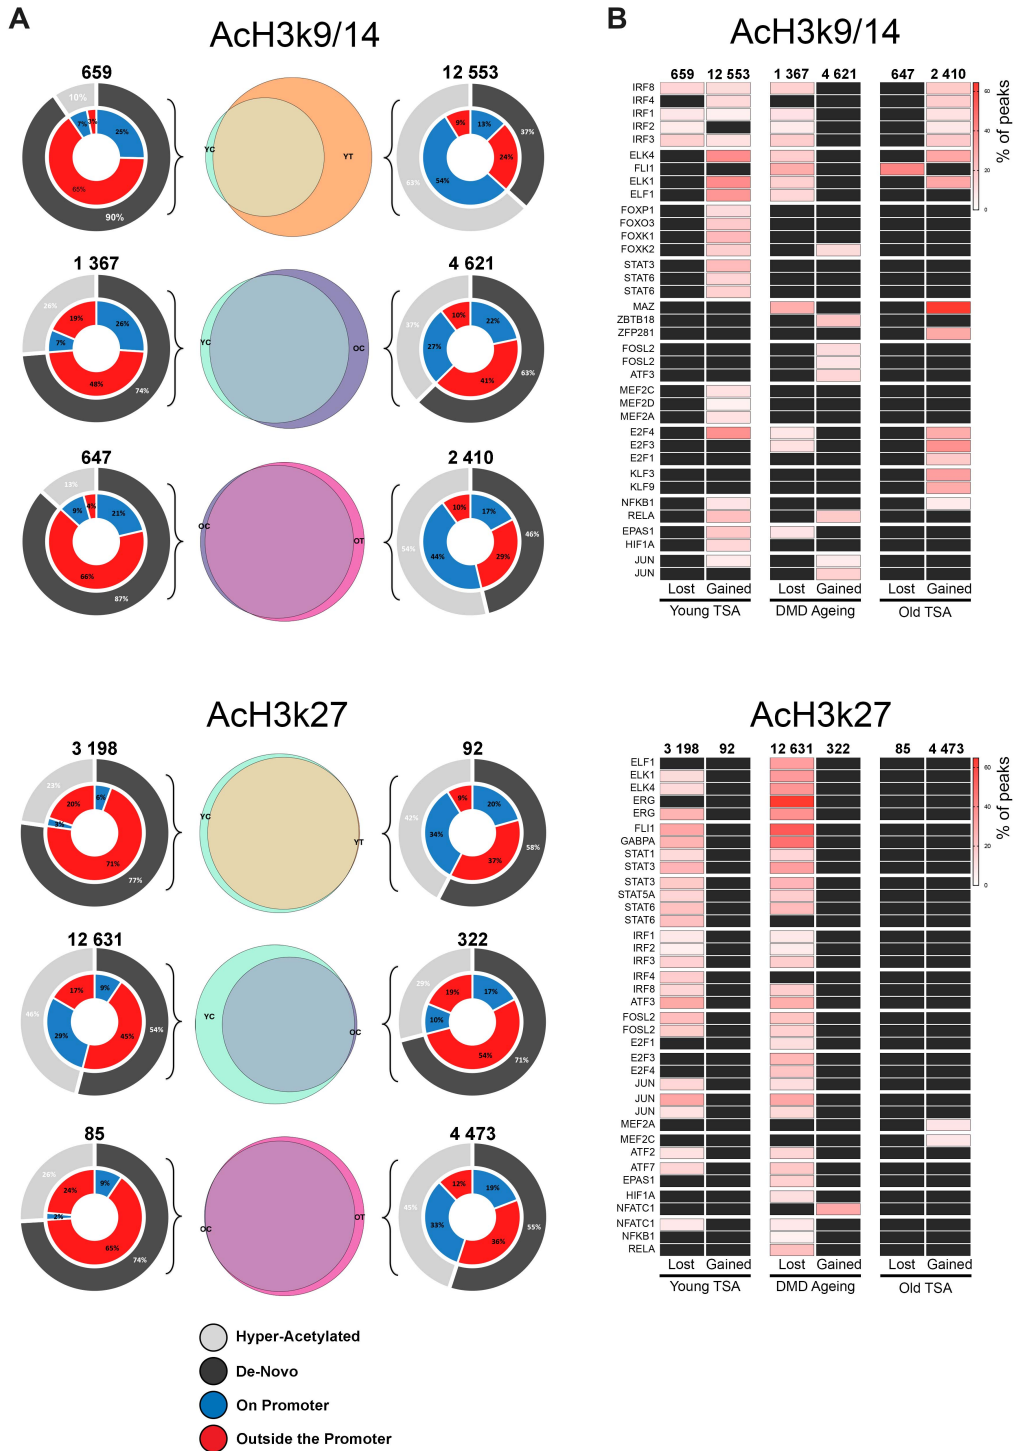 A
AcH3k9/14
659
10%
7%
3%
25%
65%
90%
YC
YT
12 553
9%
13%
37%
24%
54%
63%
1 367
26%
19%
26%
7%
48%
74%
YC
OC
4 621
37%
10%
22%
27%
41%
63%
647
13%
9%
4%
21%
66%
87%
OC
OT
2 410
54%
10%
17%
46%
44%
29%
AcH3k27
3 198
23%
20%
6%
3%
71%
77%
YC
YT
92
42%
9%
20%
34%
37%
58%
12 631
46%
17%
9%
29%
45%
54%
YC
OC
322
29%
19%
17%
10%
54%
71%
85
26%
24%
9%
2%
65%
74%
OC
OT
4 473
45%
12%
19%
33%
36%
55%
Hyper-Acetylated
De-Novo
On Promoter
Outside the Promoter
B
AcH3k9/14
659 12 553 1 367 4 621 647 2 410
IRF8
IRF4
IRF1
IRF2
IRF3
ELK4
FLI1
ELK1
ELF1
FOXP1
FOXO3
FOXK1
FOXK2
STAT3
STAT6
STAT6
MAZ
ZBTB18
ZFP281
FOSL2
FOSL2
ATF3
MEF2C
MEF2D
MEF2A
E2F4
E2F3
E2F1
KLF3
KLF9
NFKB1
RELA
EPAS1
HIF1A
JUN
JUN
60
40
20
0
% of peaks
Lost Gained Lost Gained Lost Gained
Young TSA DMD Ageing Old TSA
AcH3k27
3 198 92 12 631 322 85 4 473
ELF1
ELK1
ELK4
ERG
ERG
FLI1
GABPA
STAT1
STAT3
STAT3
STAT5A
STAT6
STAT6
IRF1
IRF2
IRF3
IRF4
IRF8
ATF3
FOSL2
FOSL2
E2F1
E2F3
E2F4
JUN
JUN
JUN
MEF2A
MEF2C
ATF2
ATF7
EPAS1
HIF1A
NFATC1
NFATC1
NFKB1
RELA
60
40
20
0
% of peaks
Lost Gained Lost Gained Lost Gained
Young TSA DMD Ageing Old TSA